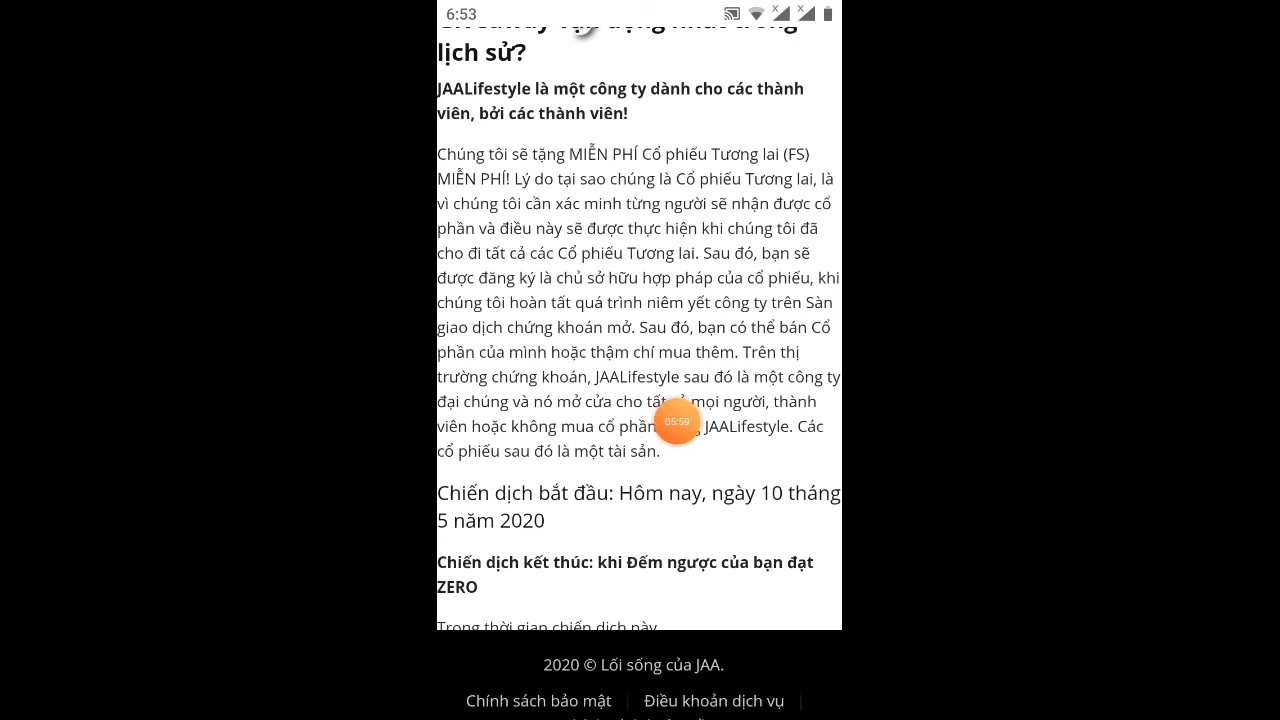 6:53
lịch sử?
JAALifestyle là một công ty dành cho các thành
viên, bởi các thành viên!
Chúng tôi sẽ tặng MIỄN PHÍ Cổ phiếu Tương lai (FS)
MIỄN PHÍ! Lý do tại sao chúng là Cổ phiếu Tương lai, là
vì chúng tôi cần xác minh từng người sẽ nhận được cổ
phần và điều này sẽ được thực hiện khi chúng tôi đã
cho đi tất cả các Cổ phiếu Tương lai. Sau đó, bạn sẽ
được đăng ký là chủ sở hữu hợp pháp của cổ phiếu, khi
chúng tôi hoàn tất quá trình niêm yết công ty trên Sàn
giao dịch chứng khoán mở. Sau đó, bạn có thể bán Cổ
phần của mình hoặc thậm chí mua thêm. Trên thị
trường chứng khoán, JAALifestyle sau đó là một công ty
đại chúng và nó mở cửa cho tất mọi người, thành
viên hoặc không mua cổ phần JAALifestyle. Các
05:59
cổ phiếu sau đó là một tài sản.
Chiến dịch bắt đầu: Hôm nay, ngày 10 tháng
5 năm 2020
Chiến dịch kết thúc: khi Đếm ngược của bạn đạt
ZERO
Trong thời gian chiến dịch này
2020 © Lối sống của JAA.
Chính sách bảo mật | Điều khoản dịch vụ |